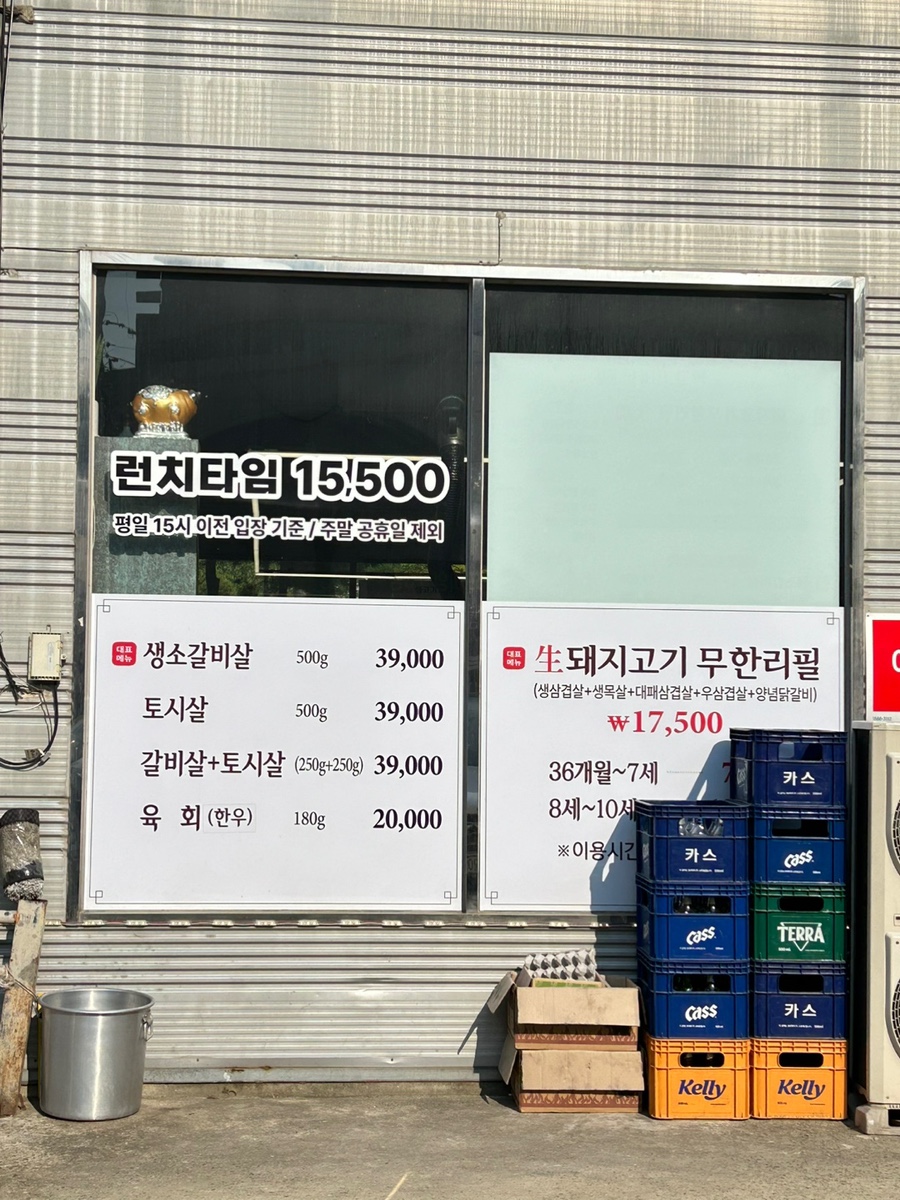 런치타임 15,500
평일 15시 이전 입장 기준 / 주말 공휴일 제외
대표
메뉴
생소갈비살 500g 39,000
토시살 500g 39,000
갈비살+토시살 (250g+250g) 39,000
육 회 (한우) 180g 20,000
대표
메뉴
生돼지고기 무한리필
(생삼겹살+생목살+대패삼겹살+우삼겹살+양념닭갈비)
₩17,500
36개월~7세 7
8세~10세
※이용시간
카스
카스
Cass
Cass
TERRA
Cass
카스
Kelly
Kelly